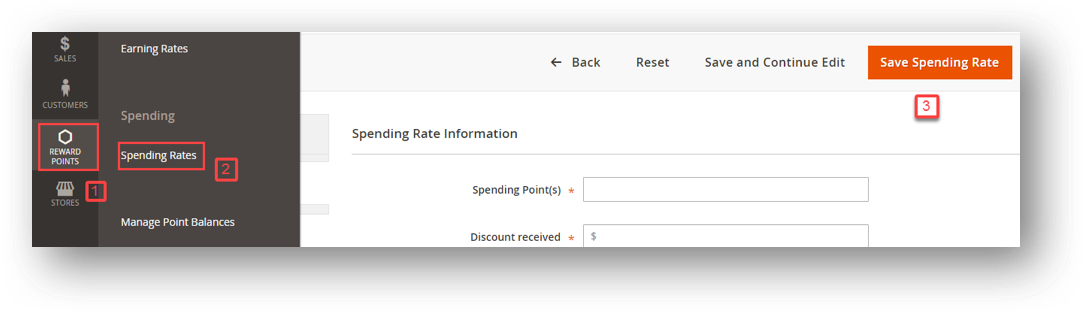 $
SALES
CUSTOMERS
REWARD
POINTS
1
STORES
Earning Rates
Spending
Spending Rates
2
Manage Point Balances
← Back
Reset
Save and Continue Edit
Save Spending Rate
3
Spending Rate Information
Spending Point(s) *
Discount received * $